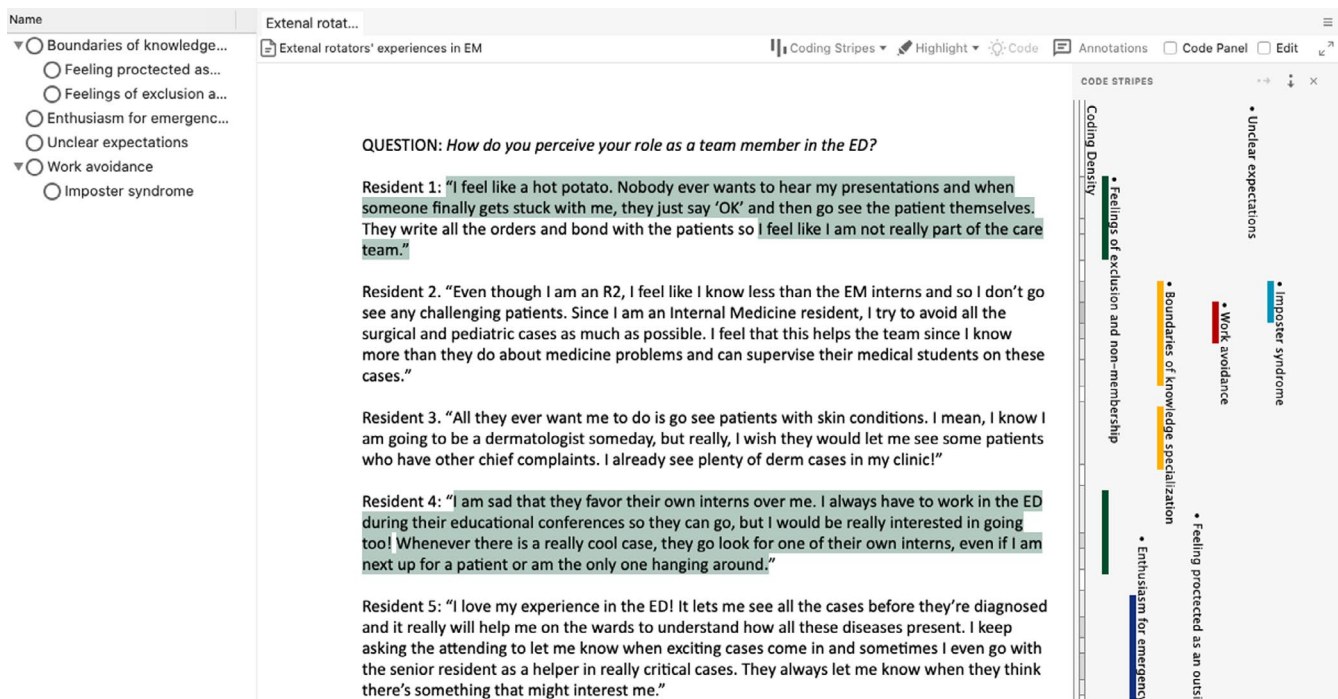 Name
Boundaries of knowledge...
Feeling proctected as...
Feelings of exclusion a...
Enthusiasm for emergenc...
Unclear expectations
Work avoidance
Imposter syndrome
Extenal rotat...
Extenal rotators' experiences in EM
Coding Stripes
Highlight
Code
Annotations
Code Panel
Edit
QUESTION: How do you perceive your role as a team member in the ED?
Resident 1: “I feel like a hot potato. Nobody ever wants to hear my presentations and when
someone finally gets stuck with me, they just say ‘OK’ and then go see the patient themselves.
They write all the orders and bond with the patients so I feel like I am not really part of the care
team.”
Resident 2. “Even though I am an R2, I feel like I know less than the EM interns and so I don’t go
see any challenging patients. Since I am an Internal Medicine resident, I try to avoid all the
surgical and pediatric cases as much as possible. I feel that this helps the team since I know
more than they do about medicine problems and can supervise their medical students on these
cases.”
Resident 3. “All they ever want me to do is go see patients with skin conditions. I mean, I know I
am going to be a dermatologist someday, but really, I wish they would let me see some patients
who have other chief complaints. I already see plenty of derm cases in my clinic!”
Resident 4: “I am sad that they favor their own interns over me. I always have to work in the ED
during their educational conferences so they can go, but I would be really interested in going
too! Whenever there is a really cool case, they go look for one of their own interns, even if I am
next up for a patient or am the only one hanging around.”
Resident 5: “I love my experience in the ED! It lets me see all the cases before they’re diagnosed
and it really will help me on the wards to understand how all these diseases present. I keep
asking the attending to let me know when exciting cases come in and sometimes I even go with
the senior resident as a helper in really critical cases. They always let me know when they think
there’s something that might interest me.”
CODE STRIPES
Coding Density
• Feelings of exclusion and non-membership
• Enthusiasm for emergenc
• Boundaries of knowledge specialization
• Feeling proctected as an outsi
• Work avoidance
• Unclear expectations
• Imposter syndrome